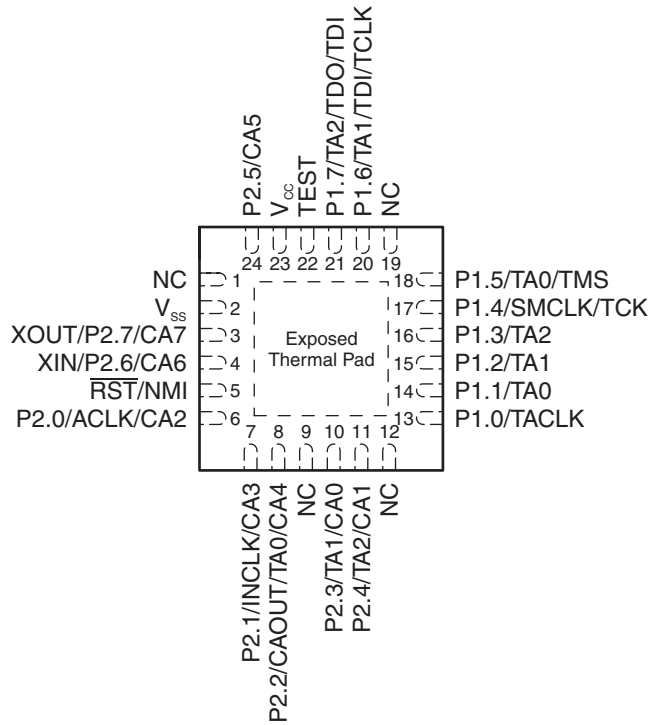 P2.5/CA5
VCC
TEST
P1.7/TA2/TDO/TDI
P1.6/TA1/TDI/TCLK
NC
24
23
22
21
20
19
NC
1
VSS
2
XOUT/P2.7/CA7
3
XIN/P2.6/CA6
4
RST/NMI
5
P2.0/ACLK/CA2
6
Exposed
Thermal Pad
18
P1.5/TA0/TMS
17
P1.4/SMCLK/TCK
16
P1.3/TA2
15
P1.2/TA1
14
P1.1/TA0
13
P1.0/TACLK
7
8
9
10
11
12
P2.1/INCLK/CA3
P2.2/CAOUT/TA0/CA4
NC
P2.3/TA1/CA0
P2.4/TA2/CA1
NC